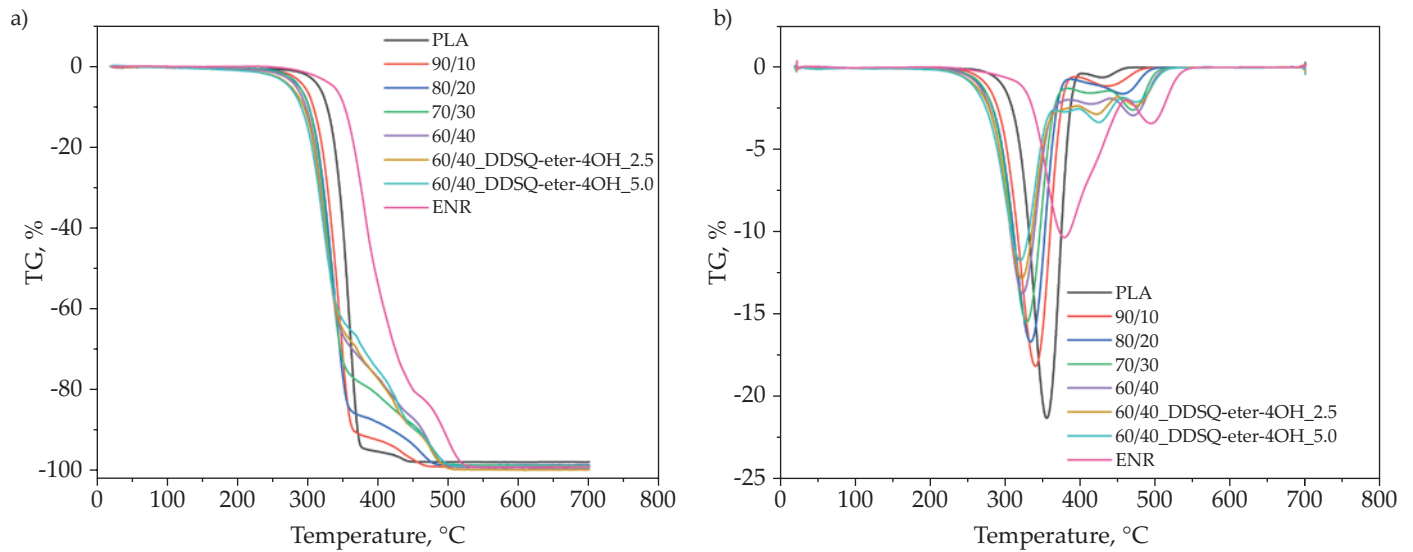 a)
PLA
90/10
80/20
70/30
60/40
60/40_DDSQ-eter-4OH_2.5
60/40_DDSQ-eter-4OH_5.0
ENR
0
-20
-40
-60
-80
-100
TG, %
0 100 200 300 400 500 600 700 800
Temperature, °C
b)
0
-5
-10
-15
-20
-25
TG, %
PLA
90/10
80/20
70/30
60/40
60/40_DDSQ-eter-4OH_2.5
60/40_DDSQ-eter-4OH_5.0
ENR
0 100 200 300 400 500 600 700 800
Temperature, °C